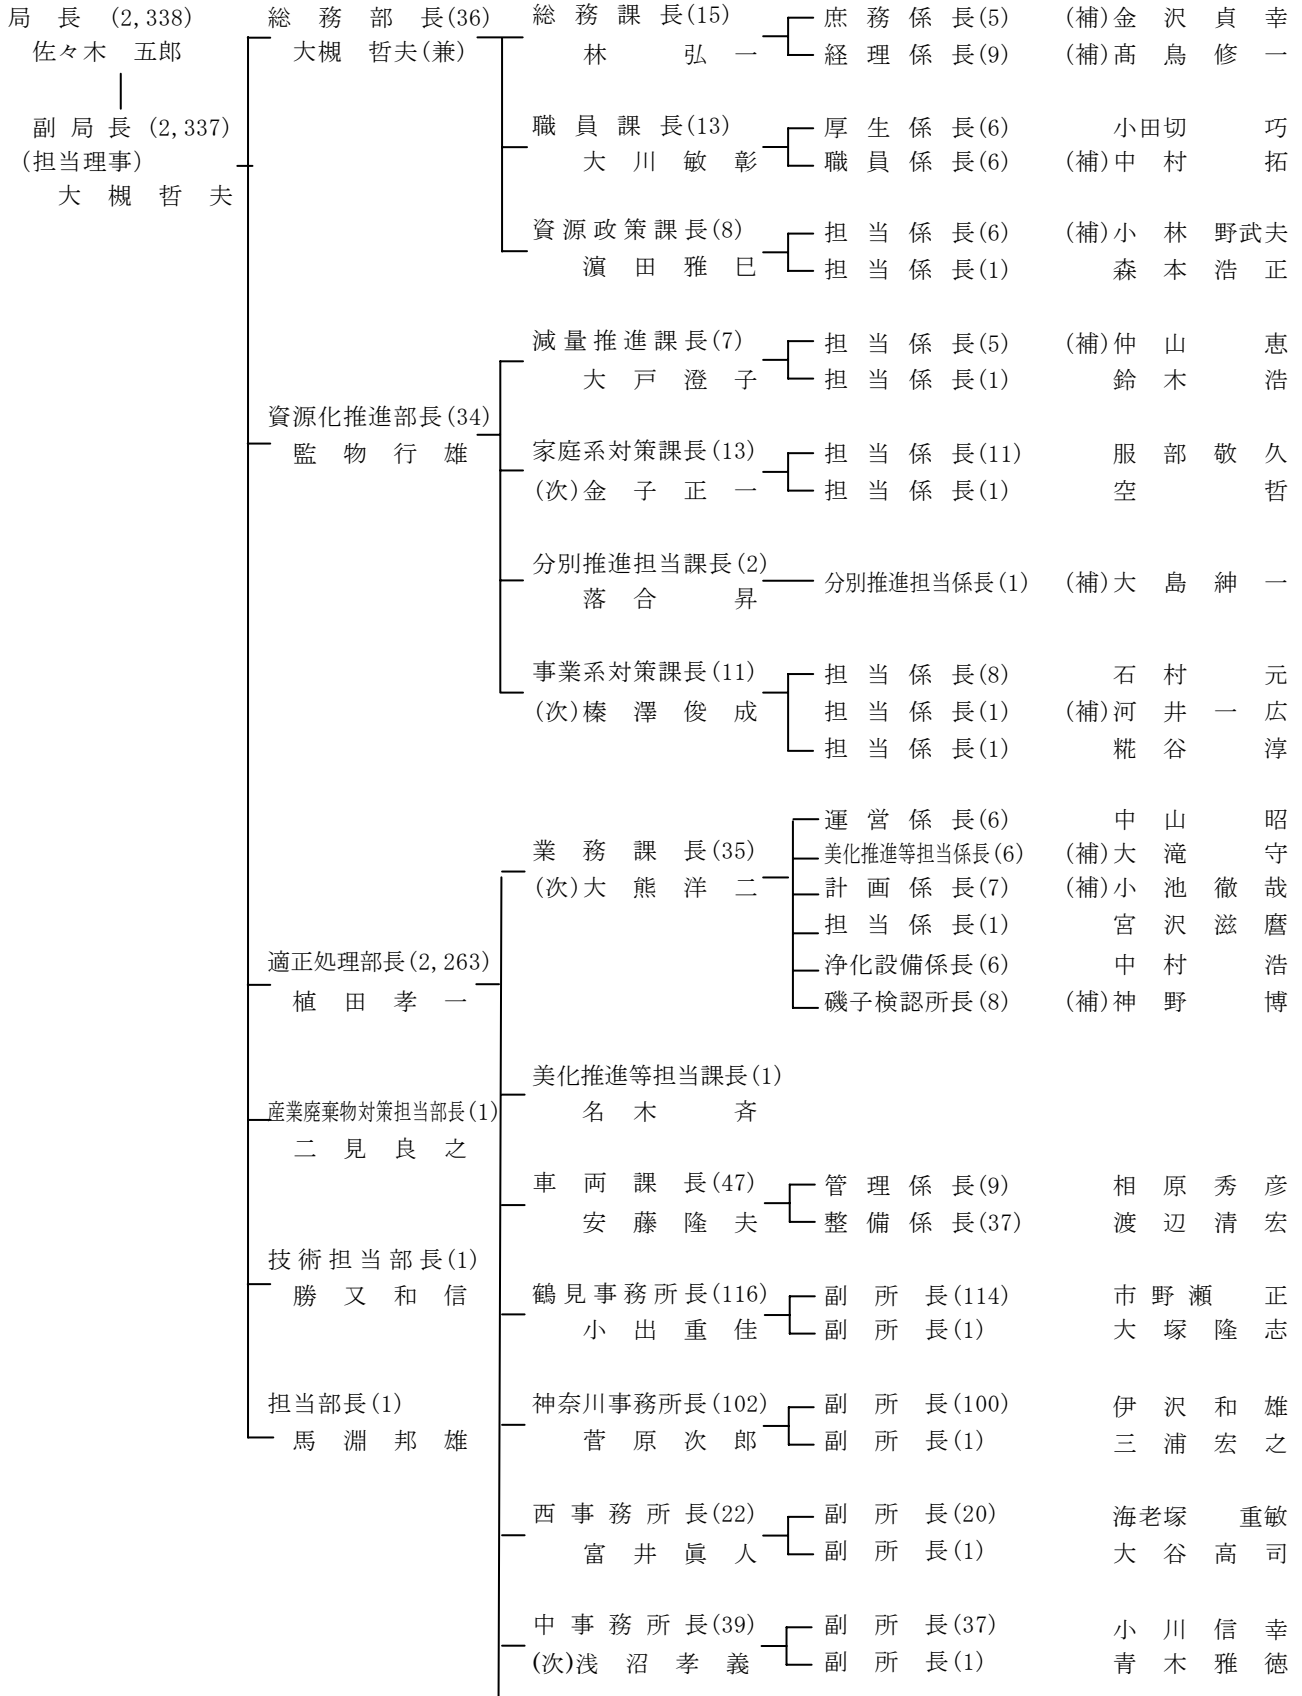 局長 (2,338)
佐々木 五郎
副局長 (2,337)
(担当理事)
大槻哲夫
総務部長(36)
大槻 哲夫(兼)
総務課長(15)
林 弘一
庶務係長(5) (補)金沢貞幸
経理係長(9) (補)髙鳥修一
職員課長(13)
大川敏彰
厚生係長(6) 小田切 巧
職員係長(6) (補)中村 拓
資源政策課長(8)
濵田雅巳
担当係長(6) (補)小林 野武夫
担当係長(1) 森本浩正
資源化推進部長(34)
監物行雄
減量推進課長(7)
大戸澄子
担当係長(5) (補)仲山 恵
担当係長(1) 鈴木 浩
家庭系対策課長(13)
(次)金子正一
担当係長(11) 服部敬久
担当係長(1) 空 哲
分別推進担当課長(2)
落合 昇
分別推進担当係長(1) (補)大島紳一
事業系対策課長(11)
(次)榛澤俊成
担当係長(8) 石村 元
担当係長(1) (補)河井一広
担当係長(1) 糀谷 淳
適正処理部長(2,263)
植田孝一
業務課長(35)
(次)大熊洋二
運営係長(6) 中山 昭
美化推進等担当係長(6) (補)大滝 守
計画係長(7) (補)小池徹哉
担当係長(1) 宮沢滋麿
浄化設備係長(6) 中村 浩
磯子検認所長(8) (補)神野 博
美化推進等担当課長(1)
名木 斉
車両課長(47)
安藤隆夫
管理係長(9) 相原秀彦
整備係長(37) 渡辺清宏
鶴見事務所長(116)
小出重佳
副所長(114) 市野瀬 正
副所長(1) 大塚隆志
神奈川事務所長(102)
菅原次郎
副所長(100) 伊沢和雄
副所長(1) 三浦宏之
西事務所長(22)
富井眞人
副所長(20) 海老塚 重敏
副所長(1) 大谷高司
中事務所長(39)
(次)浅沼孝義
副所長(37) 小川信幸
副所長(1) 青木雅徳
産業廃棄物対策担当部長(1)
二見良之
技術担当部長(1)
勝又和信
担当部長(1)
馬淵邦雄